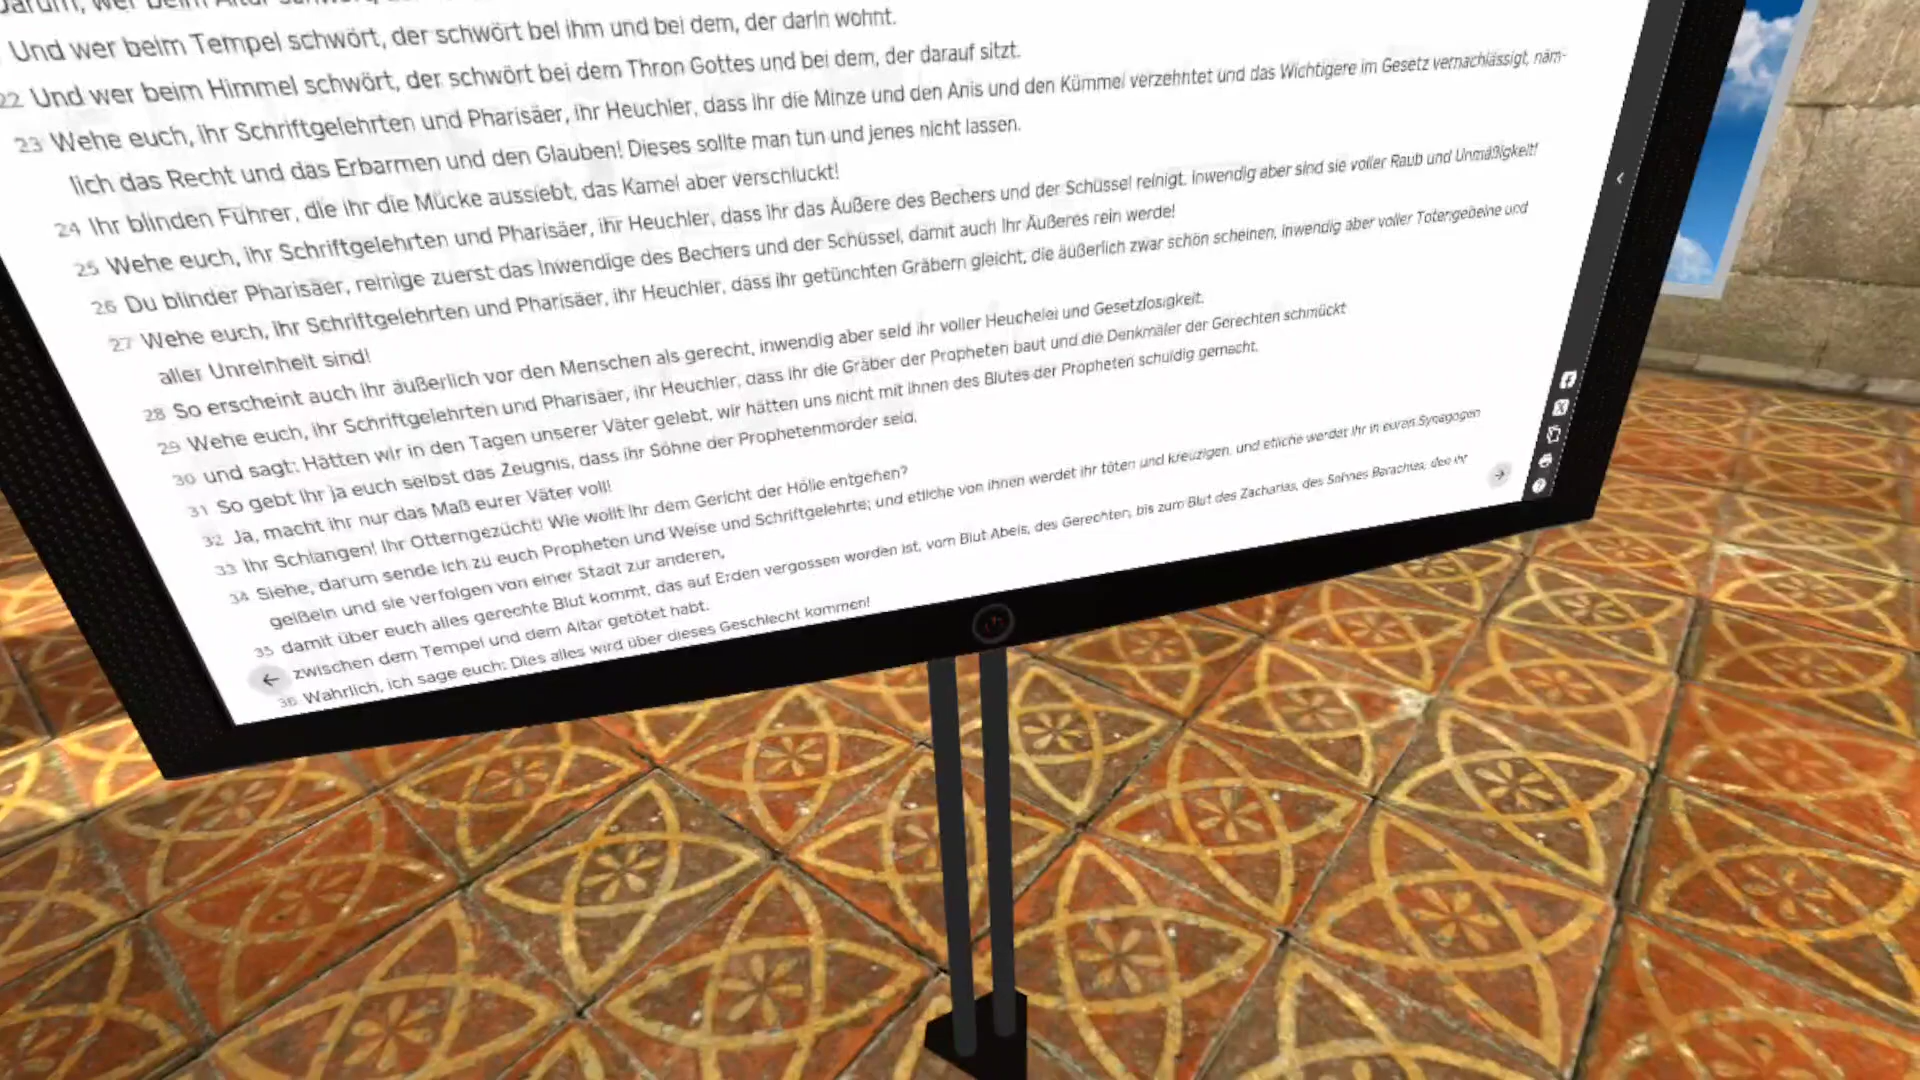 Und wer beim Tempel schwört, der schwört bei ihm und bei dem, der darin wohnt.
22 Und wer beim Himmel schwört, der schwört bei dem Thron Gottes und bei dem, der darauf sitzt.
23 Wehe euch, ihr Schriftgelehrten und Pharisäer, ihr Heuchler, dass ihr die Minze und den Anis und den Kümmel verzehntet und das Wichtigere im Gesetz vernachlässigt, näm-
lich das Recht und das Erbarmen und den Glauben! Dieses sollte man tun und jenes nicht lassen.
24 Ihr blinden Führer, die ihr die Mücke aussiebt, das Kamel aber verschluckt!
25 Wehe euch, ihr Schriftgelehrten und Pharisäer, ihr Heuchler, dass ihr das Äußere des Bechers und der Schüssel reinigt, inwendig aber sind sie voller Raub und Unmäßigkeit!
26 Du blinder Pharisäer, reinige zuerst das Inwendige des Bechers und der Schüssel, damit auch ihr Äußeres rein werde!
27 Wehe euch, ihr Schriftgelehrten und Pharisäer, ihr Heuchler, dass ihr getünchten Gräbern gleicht, die äußerlich zwar schön scheinen, inwendig aber voller Totengebeine und
aller Unreinheit sind!
28 So erscheint auch ihr äußerlich vor den Menschen als gerecht, inwendig aber seid ihr voller Heuchelei und Gesetzlosigkeit.
29 Wehe euch, ihr Schriftgelehrten und Pharisäer, ihr Heuchler, dass ihr die Gräber der Propheten baut und die Denkmäler der Gerechten schmückt
30 und sagt: Hätten wir in den Tagen unserer Väter gelebt, wir hätten uns nicht mit ihnen des Blutes der Propheten schuldig gemacht.
31 So gebt ihr ja euch selbst das Zeugnis, dass ihr Söhne der Prophetenmörder seid.
32 Ja, macht ihr nur das Maß eurer Väter voll!
33 Ihr Schlangen! Ihr Otterngezücht! Wie wollt ihr dem Gericht der Hölle entgehen?
34 Siehe, darum sende ich zu euch Propheten und Weise und Schriftgelehrte; und etliche von ihnen werdet ihr töten und kreuzigen, und etliche werdet ihr in euren Synagogen
geißeln und sie verfolgen von einer Stadt zur anderen,
35 damit über euch alles gerechte Blut kommt, das auf Erden vergossen worden ist, vom Blut Abels, des Gerechten, bis zum Blut des Zacharias, des Sohnes Barachias, den ihr
zwischen dem Tempel und dem Altar getötet habt.
36 Wahrlich, ich sage euch: Dies alles wird über dieses Geschlecht kommen!